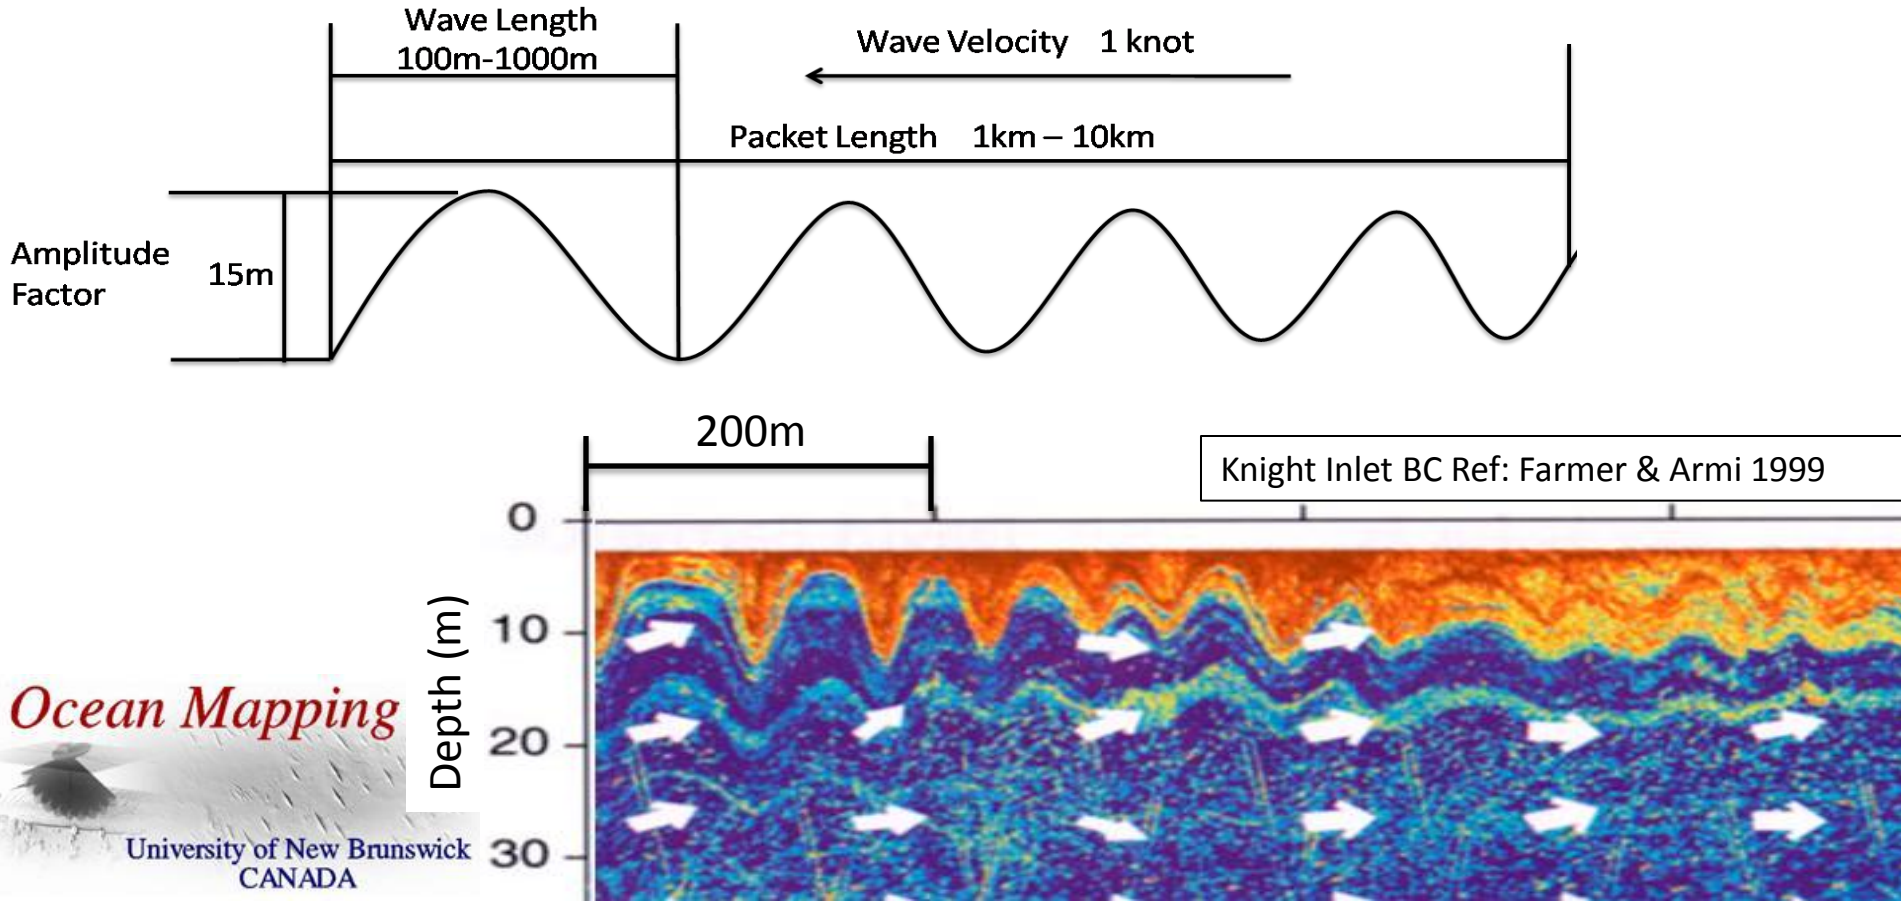 Wave Length
100m-1000m
Wave Velocity 1 knot
Packet Length 1km – 10km
Amplitude
Factor
15m
200m
Knight Inlet BC Ref: Farmer & Armi 1999
0
10
20
30
Depth (m)
Ocean Mapping
University of New Brunswick
CANADA